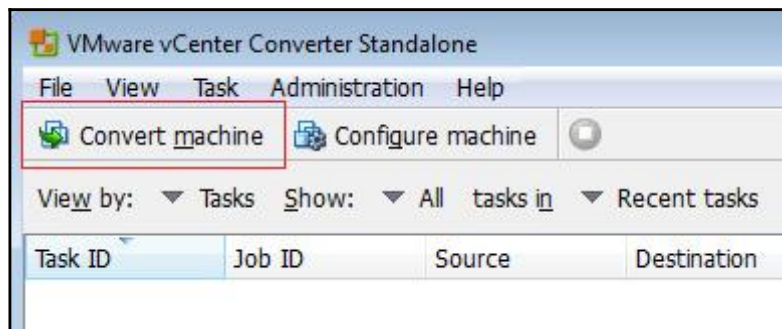 VMware vCenter Converter Standalone
File View Task Administration Help
Convert machine Configure machine
View by: Tasks Show: All tasks in Recent tasks
Task ID Job ID Source Destination